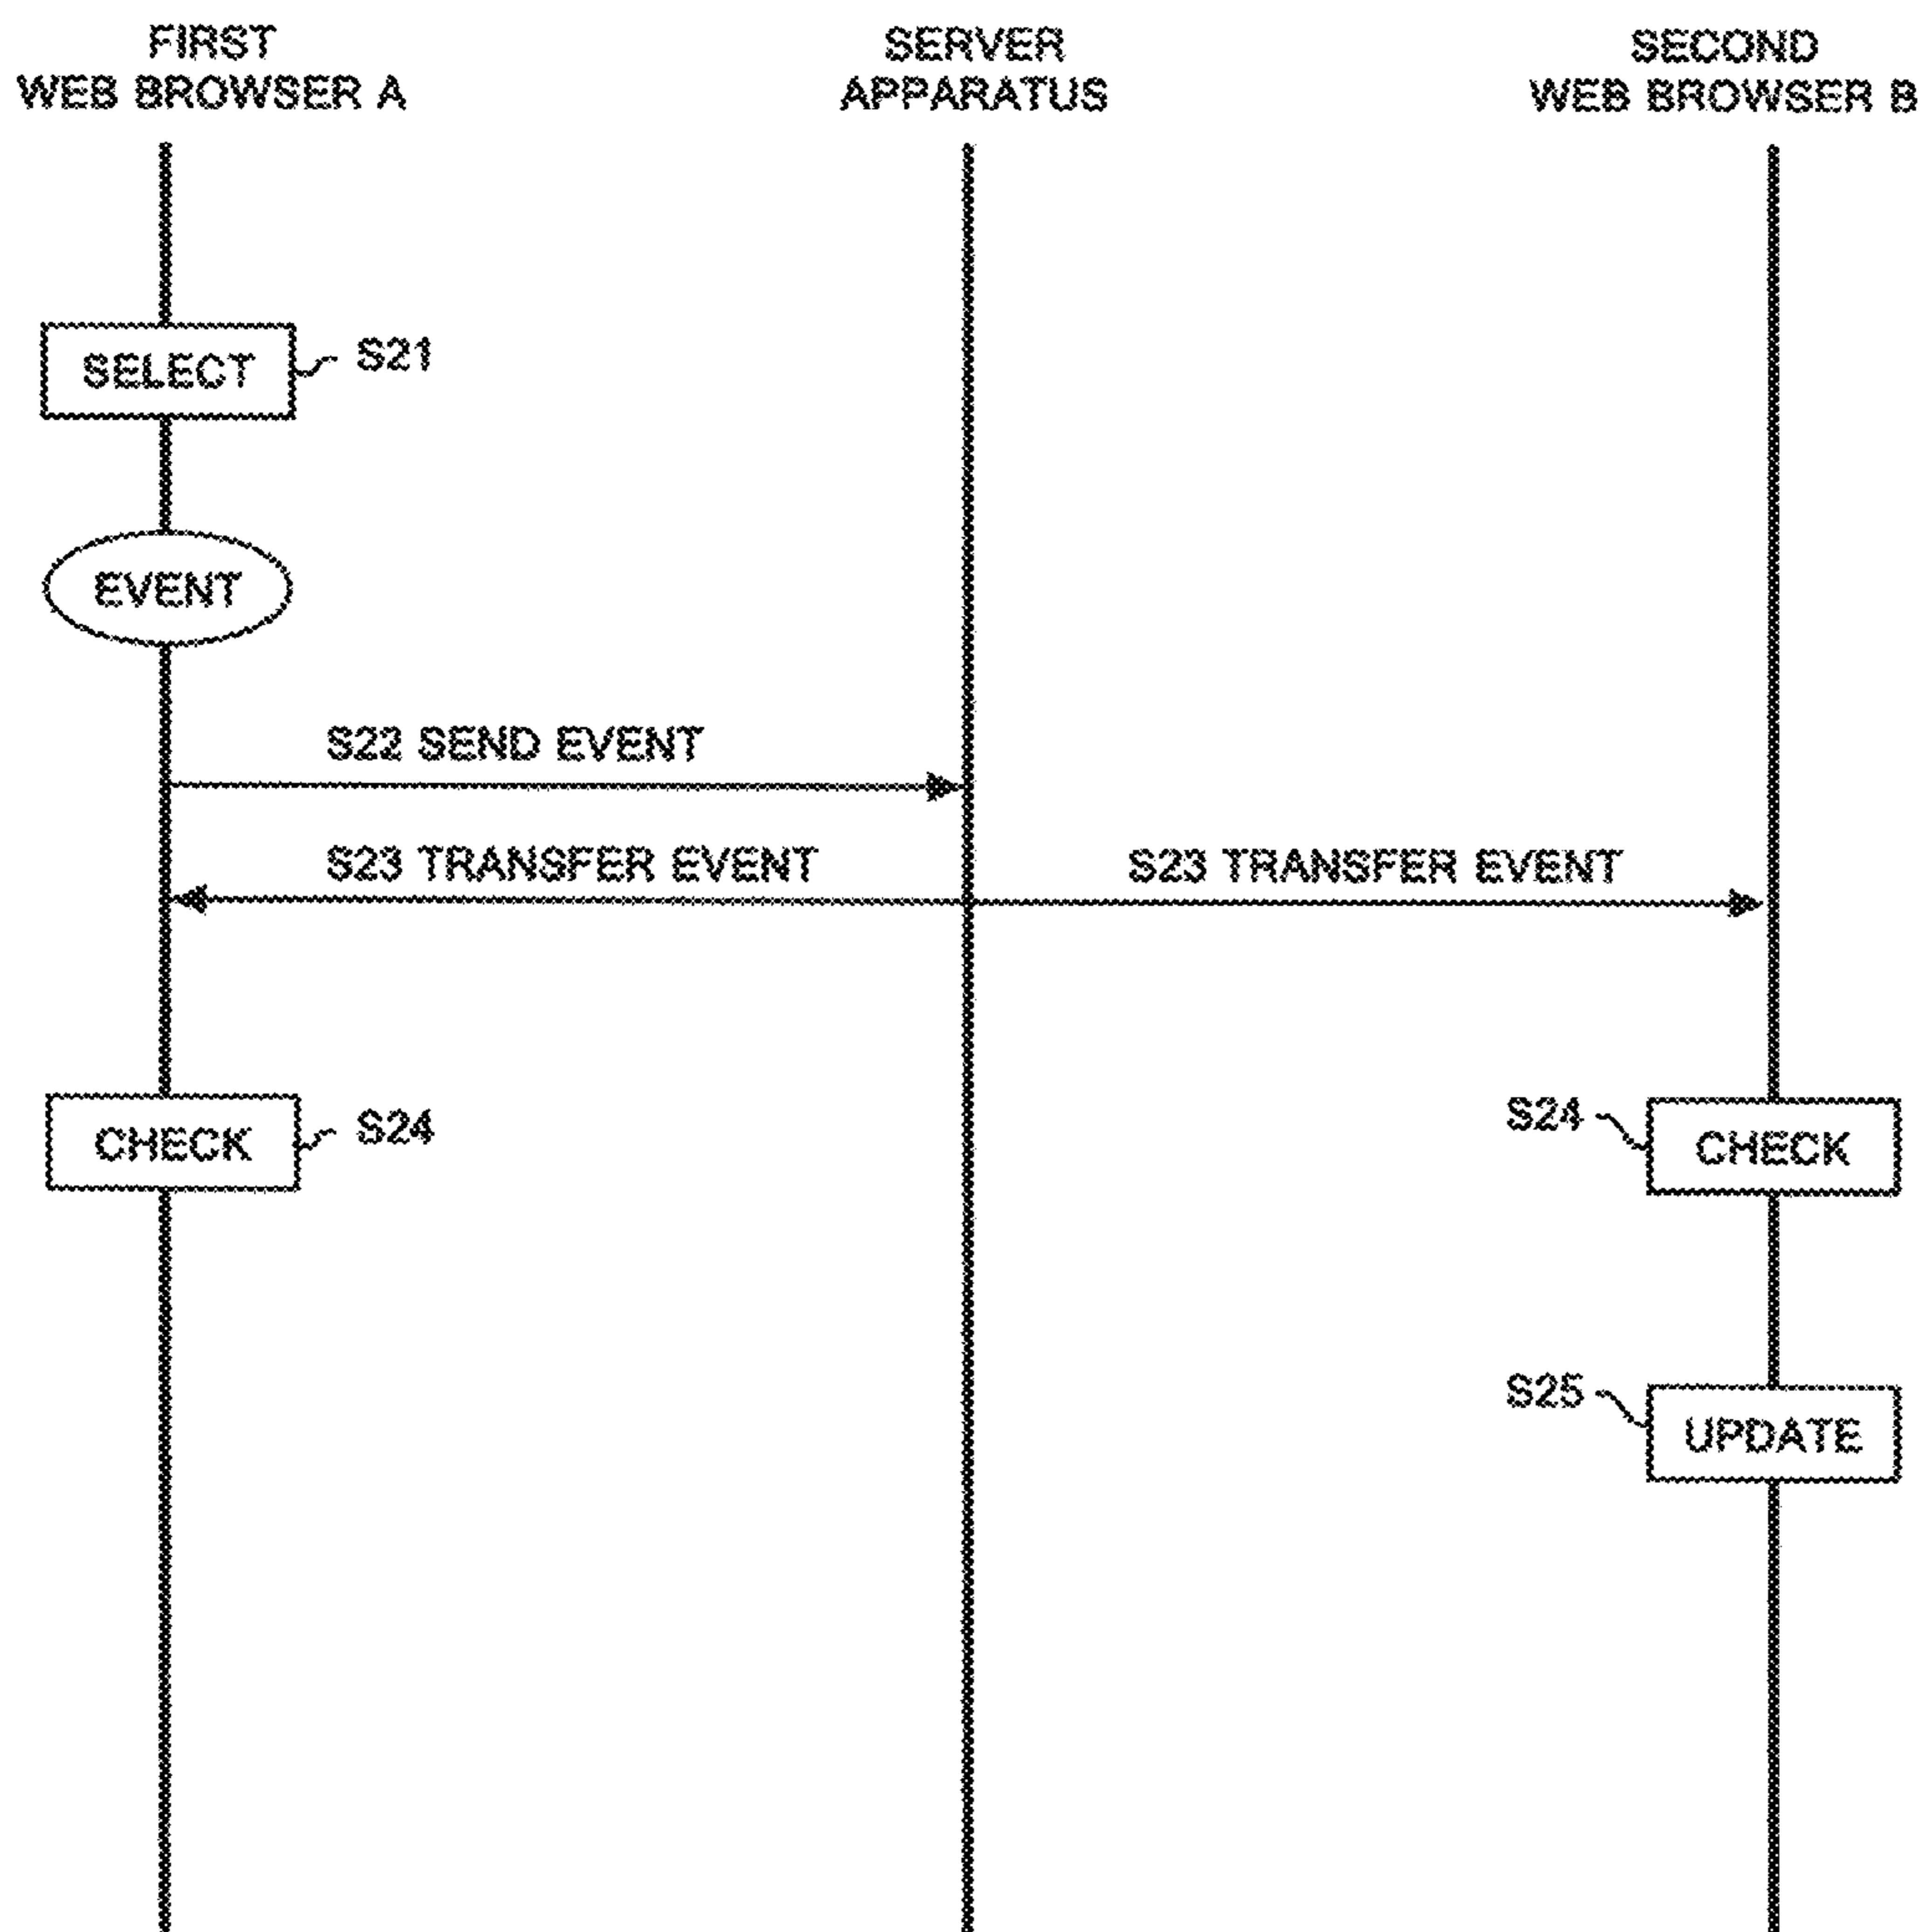 FIRST
WEB BROWSER A
SERVER
APPARATUS
SECOND
WEB BROWSER B
SELECT
S21
EVENT
S22 SEND EVENT
S23 TRANSFER EVENT
S23 TRANSFER EVENT
CHECK
S24
S24
CHECK
S25
UPDATE